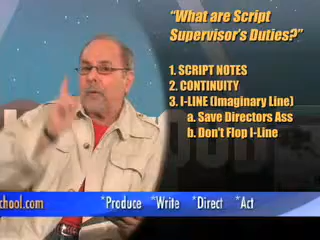 "What are Script
Supervisor's Duties?"
1. SCRIPT NOTES
2. CONTINUITY
3. I-LINE (Imaginary Line)
a. Save Directors Ass
b. Don't Flop I-Line
school.com *Produce *Write *Direct *Act